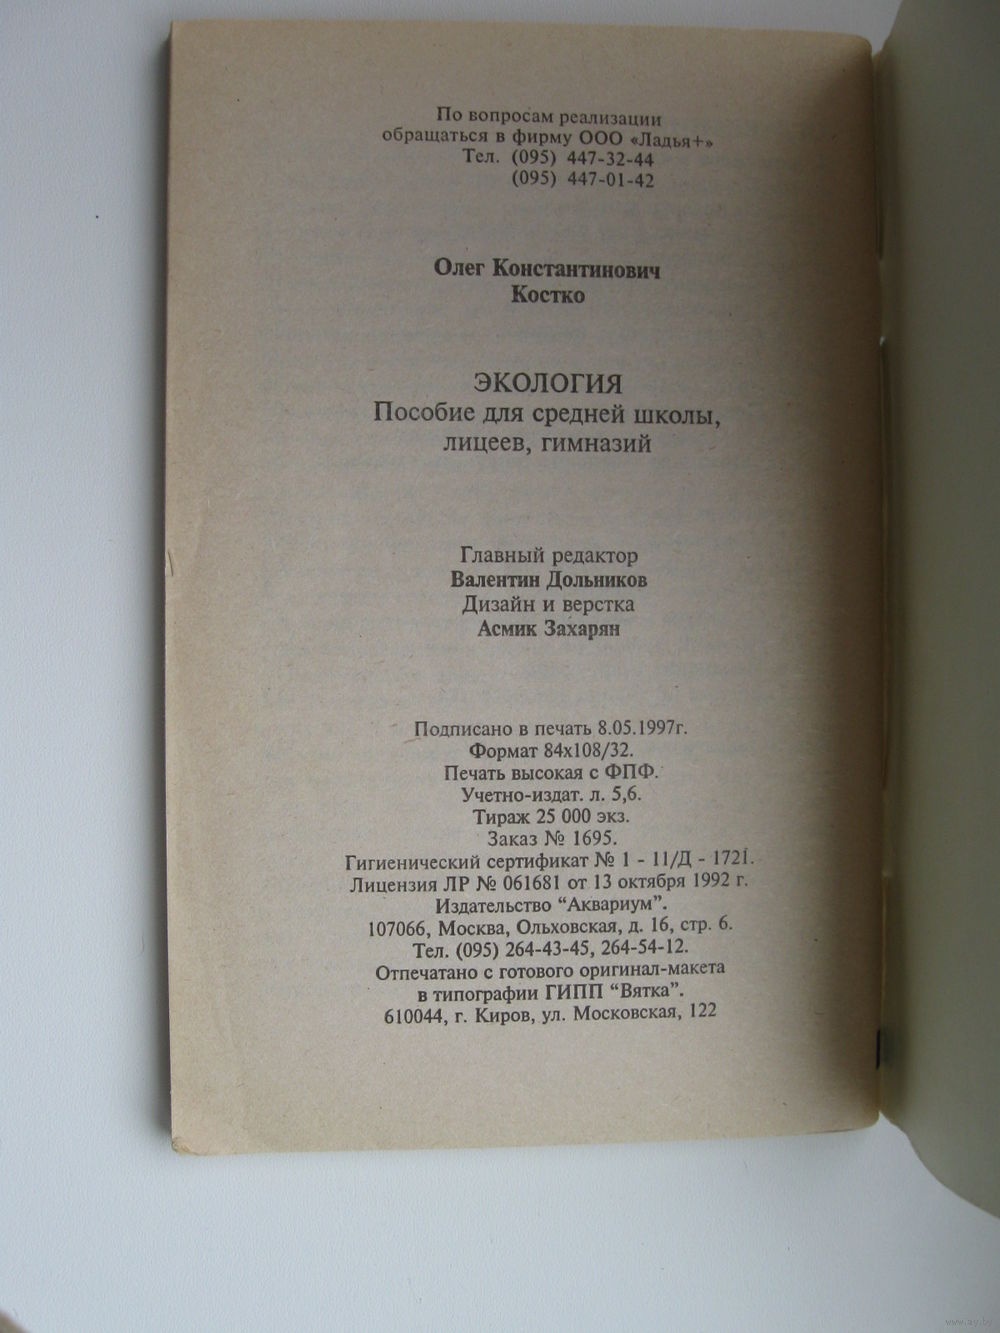 По вопросам реализации
обращаться в фирму ООО «Ладья+»
Тел. (095) 447-32-44
(095) 447-01-42
Олег Константинович
Костко
ЭКОЛОГИЯ
Пособие для средней школы,
лицеев, гимназий
Главный редактор
Валентин Дольников
Дизайн и верстка
Асмик Захарян
Подписано в печать 8.05.1997г.
Формат 84х108/32.
Печать высокая с ФПФ.
Учетно-издат. л. 5,6.
Тираж 25 000 экз.
Заказ № 1695.
Гигиенический сертификат № 1 - 11/Д - 1721.
Лицензия ЛР № 061681 от 13 октября 1992 г.
Издательство “Аквариум”.
107066, Москва, Ольховская, д. 16, стр. 6.
Тел. (095) 264-43-45, 264-54-12.
Отпечатано с готового оригинал-макета
в типографии ГИПП “Вятка”.
610044, г. Киров, ул. Московская, 122
www.ay.by